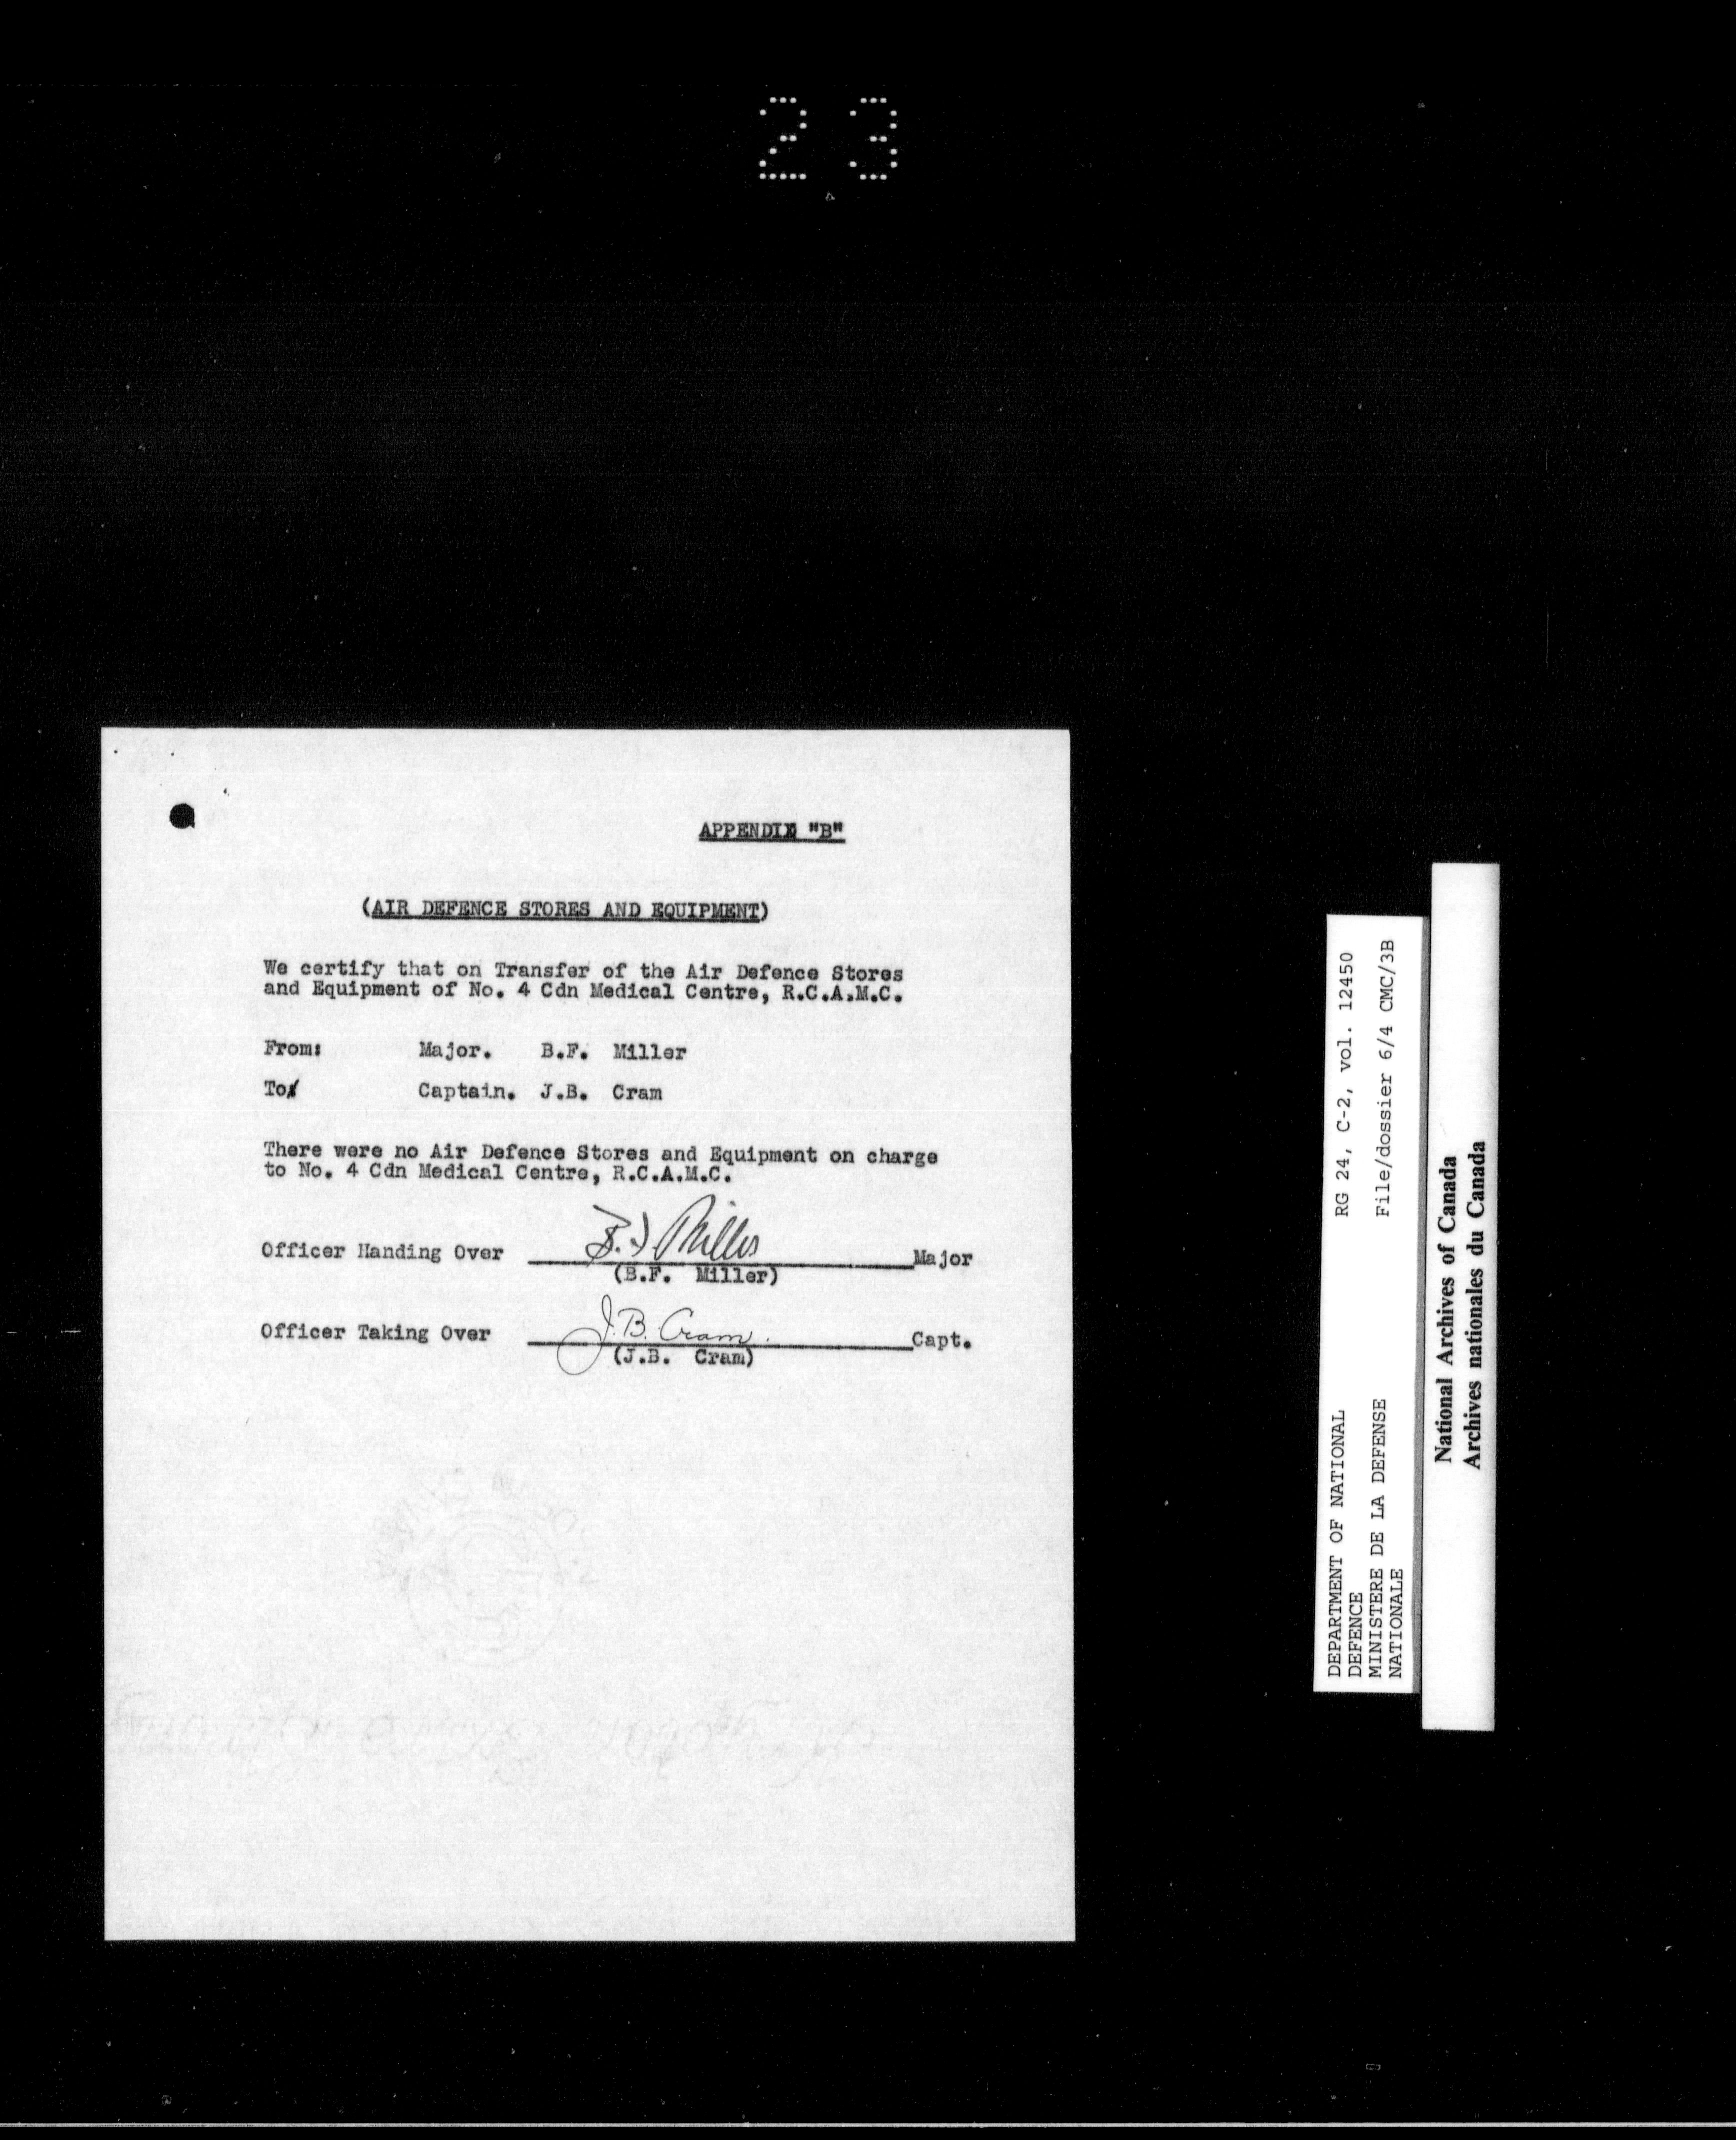 23
APPENDIX "B"
(AIR DEFENCE STORES AND EQUIPMENT)
We certify that on Transfer of the Air Defence Stores
and Equipment of No. 4 Cdn Medical Centre, R.C.A.M.C.
From: Major. B.F. Miller
To: Captain. J.B. Cram
There were no Air Defence Stores and Equipment on charge
to No. 4 Cdn Medical Centre, R.C.A.M.C.
Officer Handing Over B.F. Miller Major
(B.F. Miller)
Officer Taking Over J.B. Cram. Capt.
(J.B. Cram)
DEPARTMENT OF NATIONAL RG 24, C-2, vol. 12450
DEFENCE
MINISTERE DE LA DEFENSE File/dossier 6/4 CMC/3B
NATIONALE
National Archives of Canada
Archives nationales du Canada